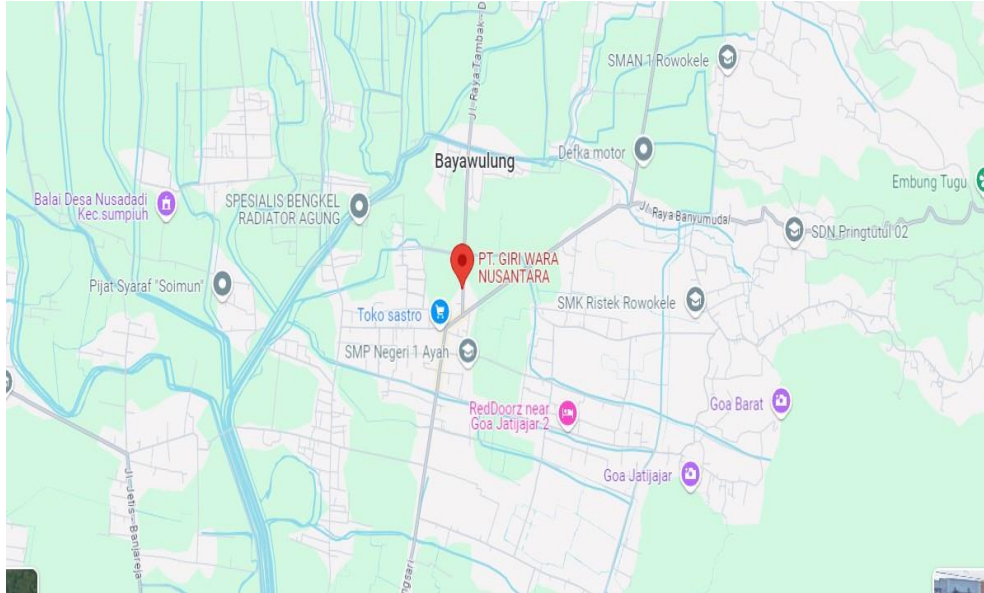 SMAN 1 Rowokele
Jl. Raya Tambak - D
Defka motor
Bayawulung
Embung Tugu
Balai Desa Nusadadi
Kec.sumpiuh
SPESIALIS BENGKEL
RADIATOR AGUNG
Jl. Raya Banyumudal
SDN Pringtutul 02
PT. GIRI WARA
NUSANTARA
Pijat Syaraf "Soimun"
SMK Ristek Rowokele
Toko sastro
SMP Negeri 1 Ayah
RedDoorz near
Goa Jatijajar 2
Goa Barat
Goa Jatijajar
Jl. Jetis - Banjareja
ngsari